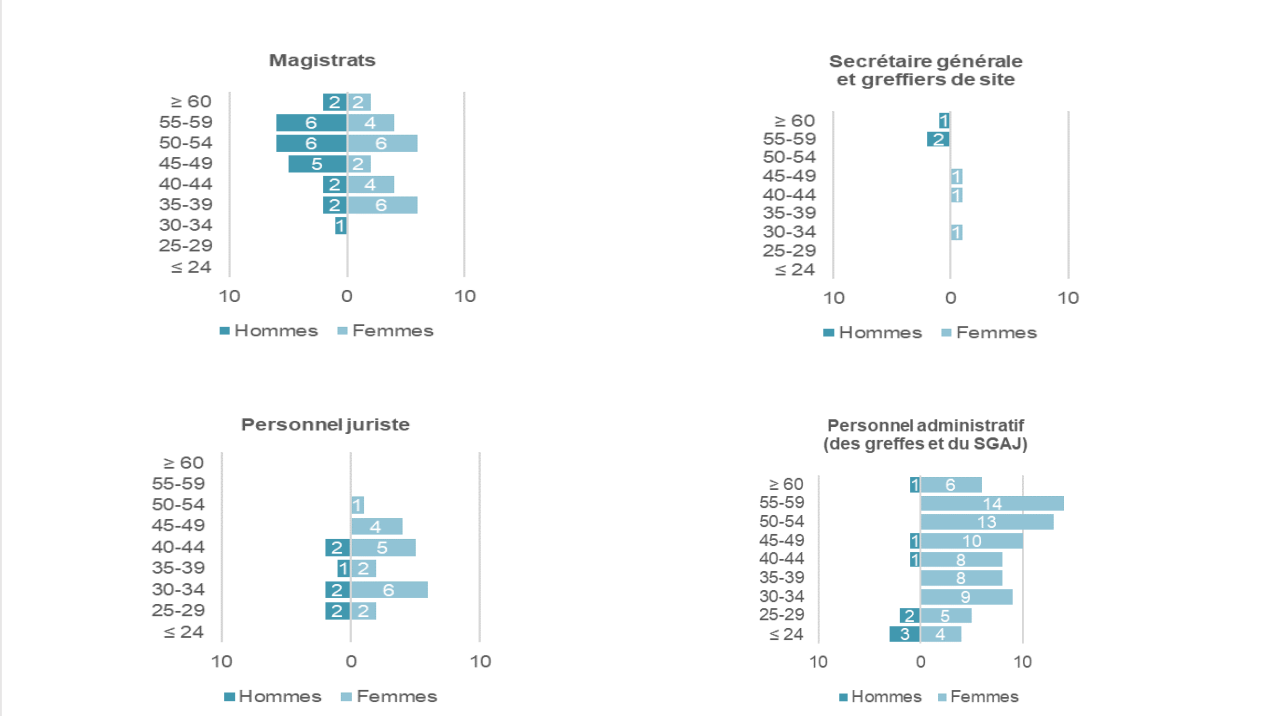 Magistrats
≥ 60 2 2
55-59 6 4
50-54 6 6
45-49 5 2
40-44 2 4
35-39 2 6
30-34 1
25-29
≤ 24
10 0 10
Hommes Femmes
Secrétaire générale
et greffiers de site
≥ 60 1
55-59 2
50-54
45-49 1
40-44 1
35-39
30-34 1
25-29
≤ 24
10 0 10
Hommes Femmes
Personnel juriste
≥ 60
55-59
50-54 1
45-49 4
40-44 2 5
35-39 1 2
30-34 2 6
25-29 2 2
≤ 24
10 0 10
Hommes Femmes
Personnel administratif
(des greffes et du SGAJ)
≥ 60 1 6
55-59 14
50-54 13
45-49 1 10
40-44 1 8
35-39 8
30-34 9
25-29 2 5
≤ 24 3 4
10 0 10
Hommes Femmes